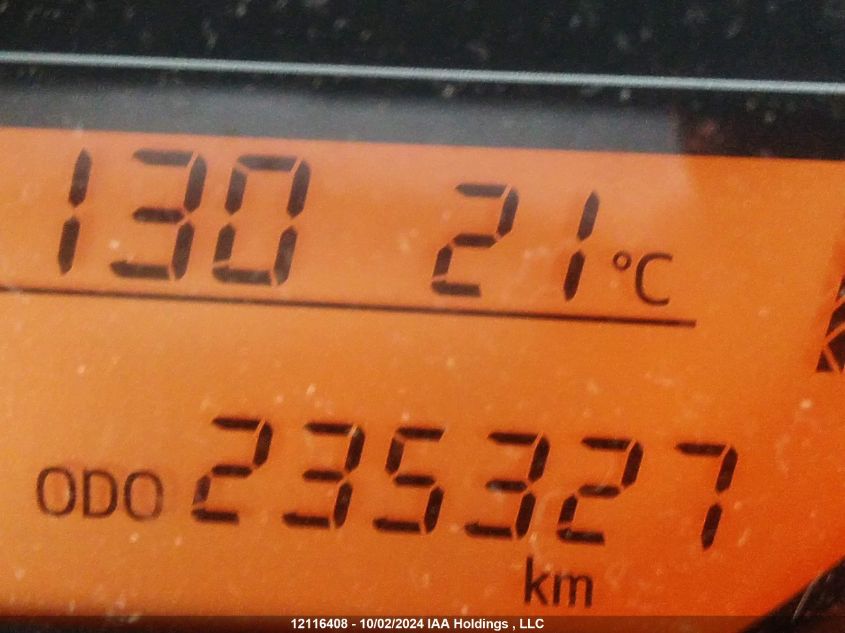 130 21°C
ODO 235327
km
12116408 - 10/02/2024 IAA Holdings , LLC